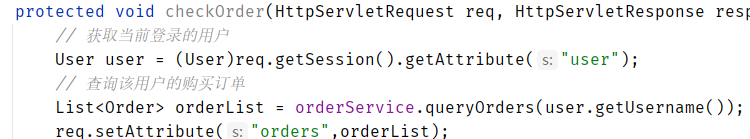 protected void checkOrder(HttpServletRequest req, HttpServletResponse resp
// 获取当前登录的用户
User user = (User)req.getSession().getAttribute( s: "user");
// 查询该用户的购买订单
List<Order> orderList = orderService.queryOrders(user.getUsername());
req.setAttribute( s: "orders",orderList);